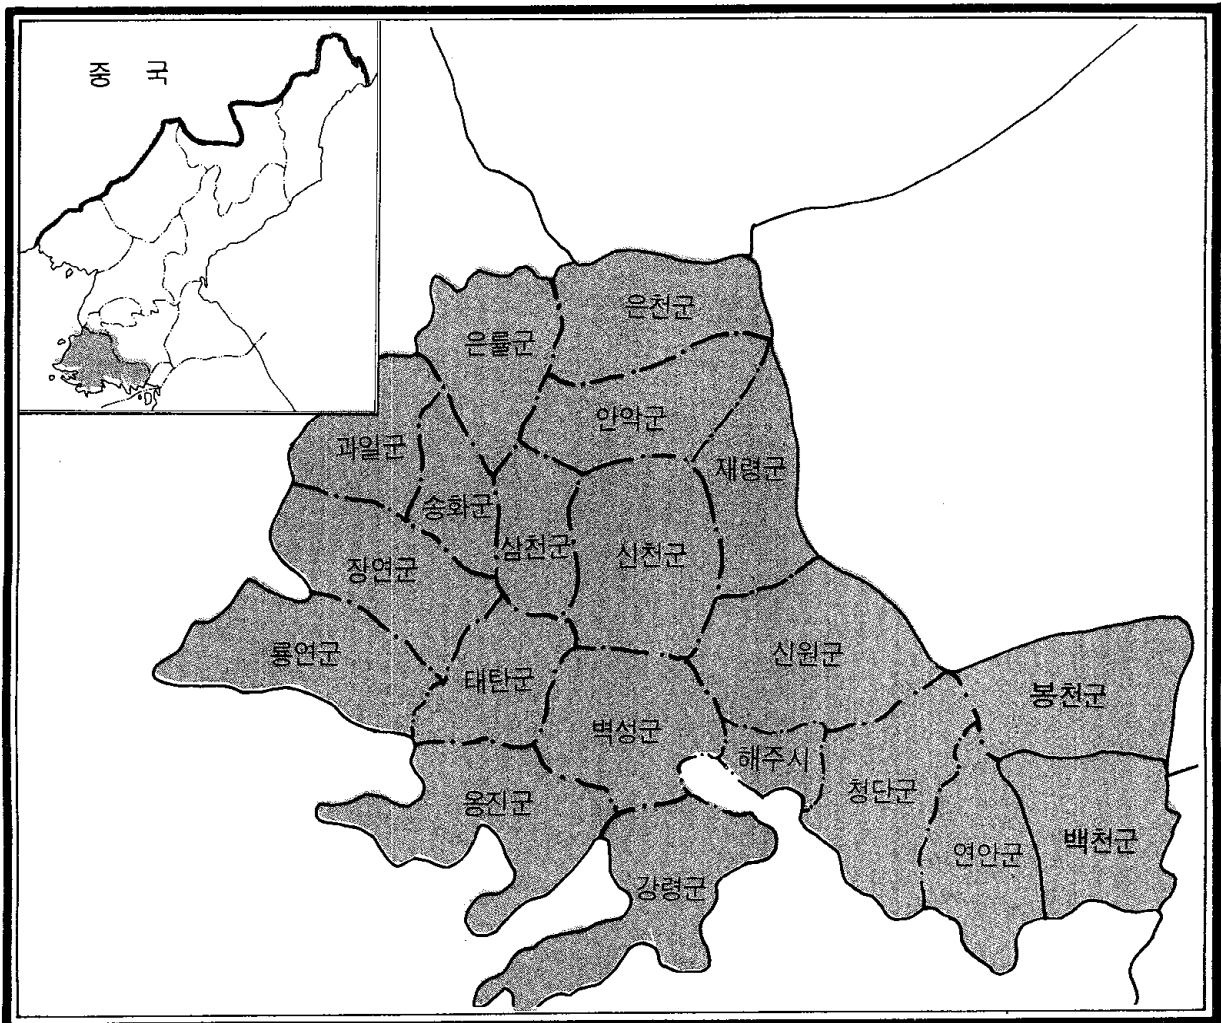 중 국
은천군
은률군
안악군
과일군
재령군
송화군
삼천군
신천군
장연군
룡연군
신원군
태탄군
봉천군
벽성군
해주시
청단군
옹진군
연안군
백천군
강령군